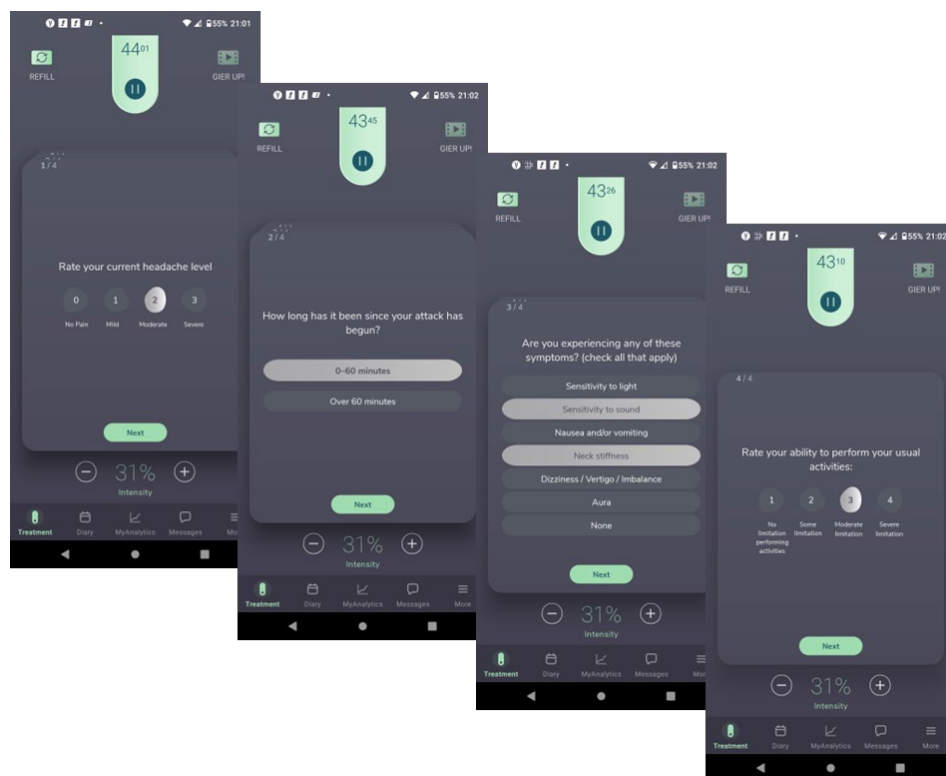 55% 21:01
44 01
REFILL
GIER UP!
1 / 4
Rate your current headache level
0 1 2 3
No Pain Mild Moderate Severe
Next
31%
Intensity
Treatment Diary MyAnalytics Messages Mo
55% 21:02
43 45
REFILL
GIER UP!
2 / 4
How long has it been since your attack has
begun?
0–60 minutes
Over 60 minutes
Next
31%
Intensity
Treatment Diary MyAnalytics Messages More
55% 21:02
43 26
REFILL
GIER UP!
3 / 4
Are you experiencing any of these
symptoms? (check all that apply)
Sensitivity to light
Sensitivity to sound
Nausea and/or vomiting
Neck stiffness
Dizziness / Vertigo / Imbalance
Aura
None
Next
31%
Intensity
Treatment Diary MyAnalytics Messages Mor
55% 21:02
43 10
REFILL
GIER UP!
4 / 4
Rate your ability to perform your usual
activities:
1 2 3 4
No Some Moderate Severe
limitation limitation limitation limitation
performing
activities
Next
31%
Intensity
Treatment Diary MyAnalytics Messages More